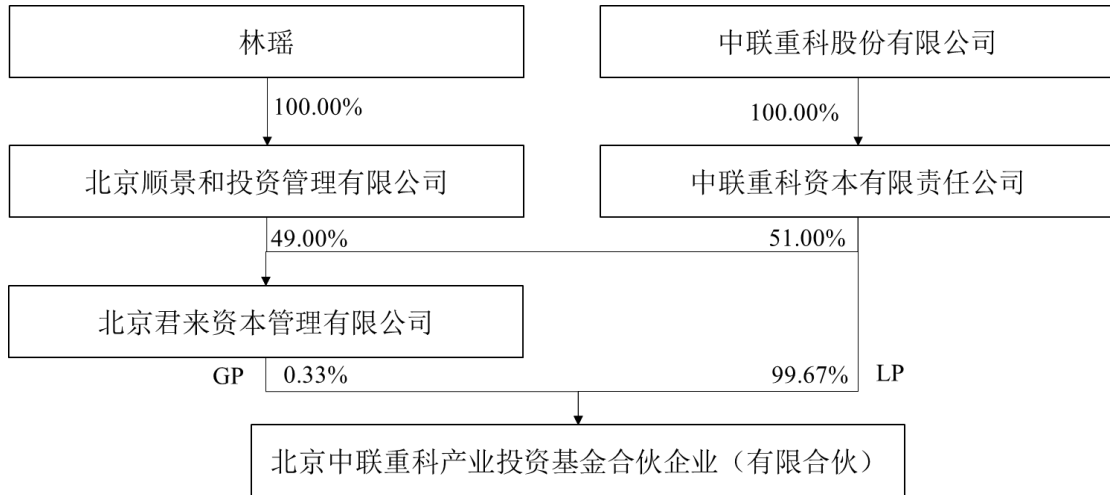 林瑶
中联重科股份有限公司
100.00%
100.00%
北京顺景和投资管理有限公司
中联重科资本有限责任公司
49.00%
51.00%
北京君来资本管理有限公司
GP
0.33%
99.67%
LP
北京中联重科产业投资基金合伙企业（有限合伙）